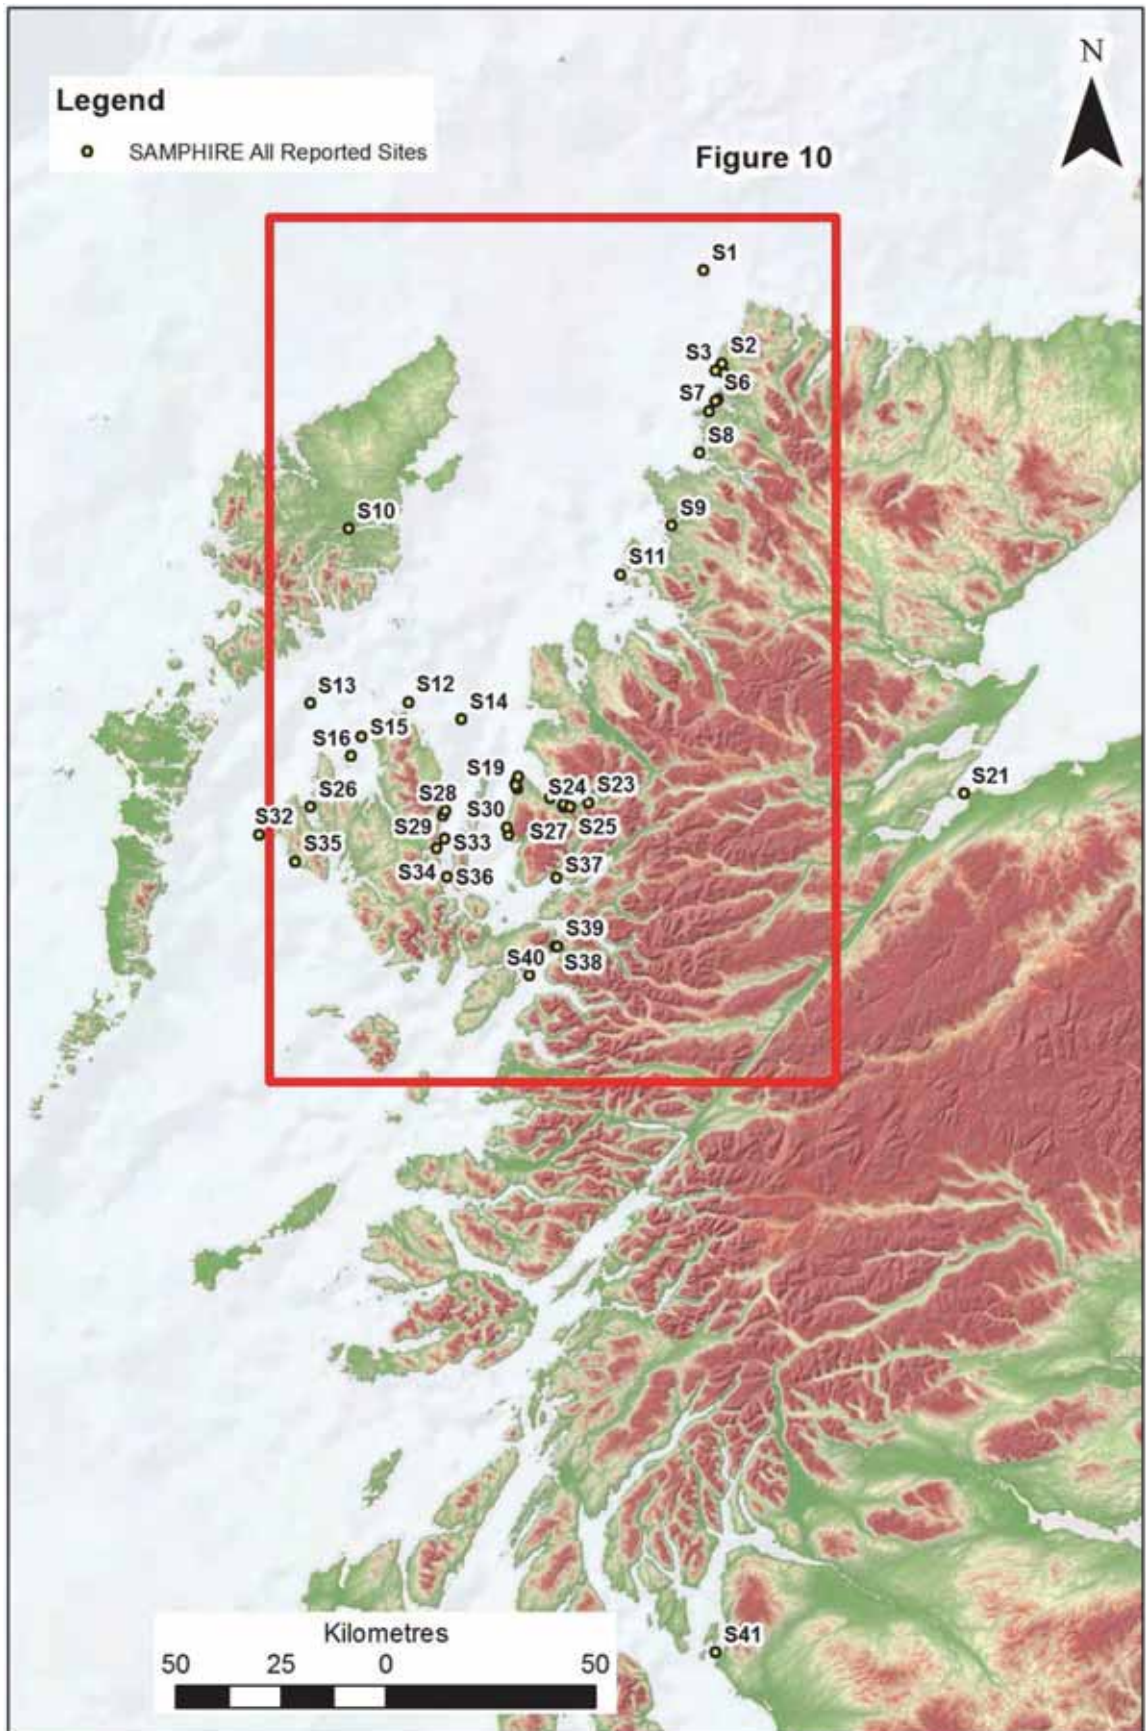 N
Legend
SAMPHIRE All Reported Sites
Figure 10
S1
S2
S3
S6
S7
S8
S9
S10
S11
S12
S13
S14
S15
S16
S19
S23
S24
S21
S26
S28
S25
S30
S29
S27
S32
S33
S35
S34
S36
S37
S39
S40
S38
S41
Kilometres
50 25 0 50